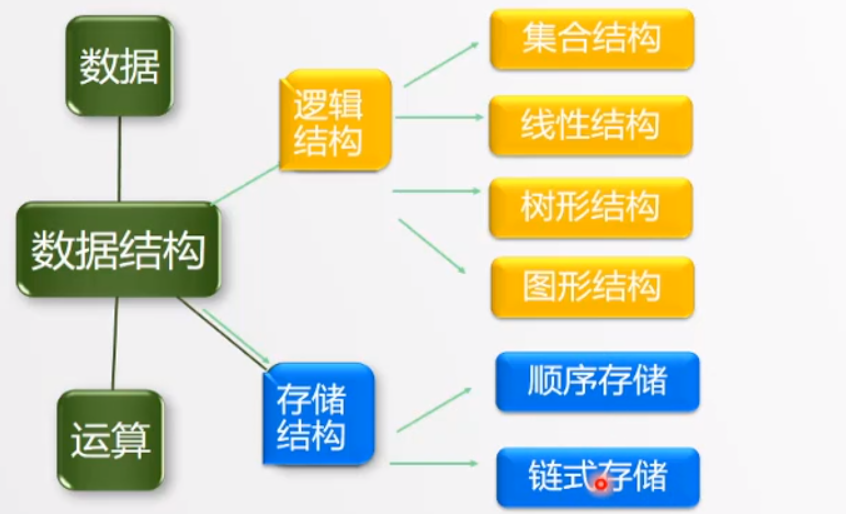 数据
数据结构
运算
逻辑
结构
集合结构
线性结构
树形结构
图形结构
存储
结构
顺序存储
链式存储